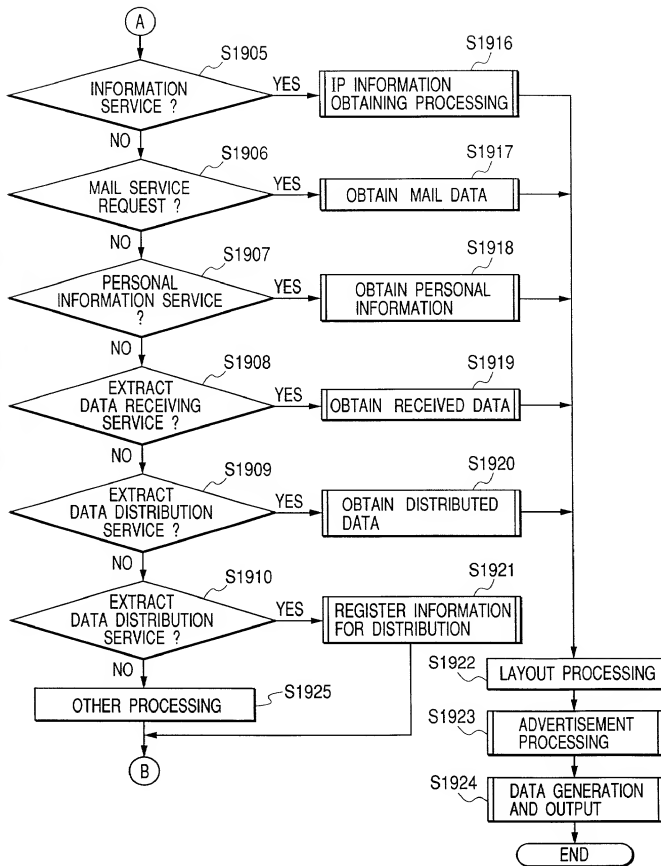 A
S1905
INFORMATION
SERVICE ?
YES
S1916
IP INFORMATION
OBTAINING PROCESSING
NO
S1906
MAIL SERVICE
REQUEST ?
YES
S1917
OBTAIN MAIL DATA
NO
S1907
PERSONAL
INFORMATION SERVICE
?
YES
S1918
OBTAIN PERSONAL
INFORMATION
NO
S1908
EXTRACT
DATA RECEIVING
SERVICE ?
YES
S1919
OBTAIN RECEIVED DATA
NO
S1909
EXTRACT
DATA DISTRIBUTION
SERVICE ?
YES
S1920
OBTAIN DISTRIBUTED
DATA
NO
S1910
EXTRACT
DATA DISTRIBUTION
SERVICE ?
YES
S1921
REGISTER INFORMATION
FOR DISTRIBUTION
NO
S1925
OTHER PROCESSING
B
S1922
LAYOUT PROCESSING
S1923
ADVERTISEMENT
PROCESSING
S1924
DATA GENERATION
AND OUTPUT
END